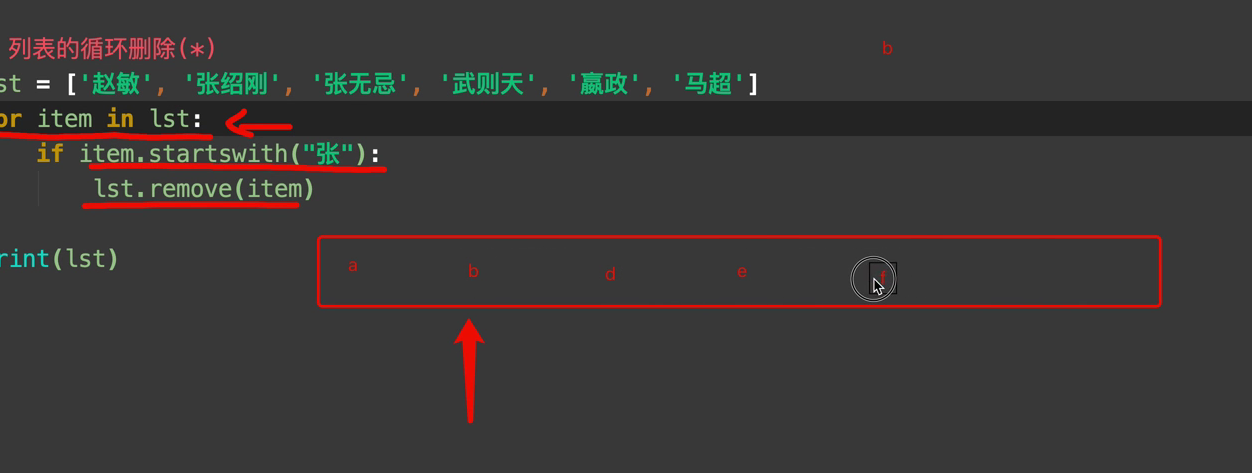 列表的循环删除(*)
b
st = ['赵敏', '张绍刚', '张无忌', '武则天', '嬴政', '马超']
or item in lst:
if item.startswith("张"):
lst.remove(item)
rint(lst)
a b d e f